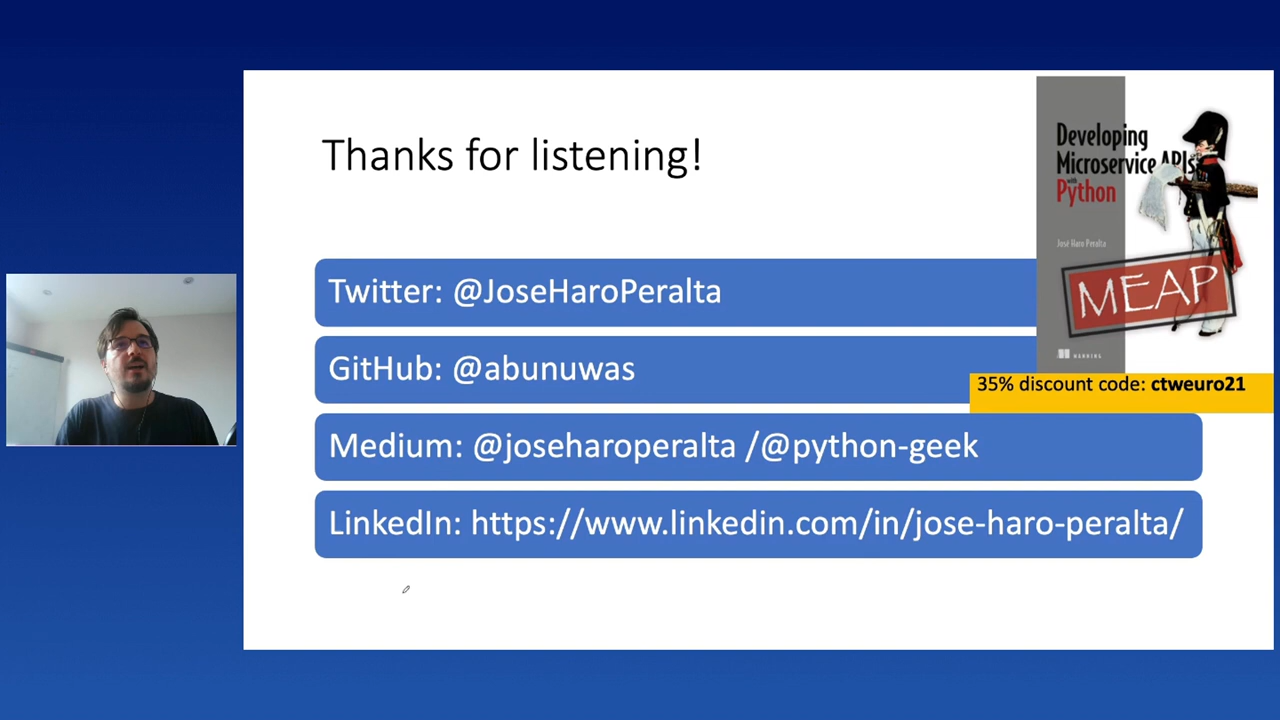 Thanks for listening!
Twitter: @JoseHaroPeralta
GitHub: @abunuwas
Medium: @joseharoperalta /@python-geek
LinkedIn: https://www.linkedin.com/in/jose-haro-peralta/
Developing
Microservice APIs
with
Python
José Haro Peralta
MEAP
MANNING
35% discount code: ctweuro21